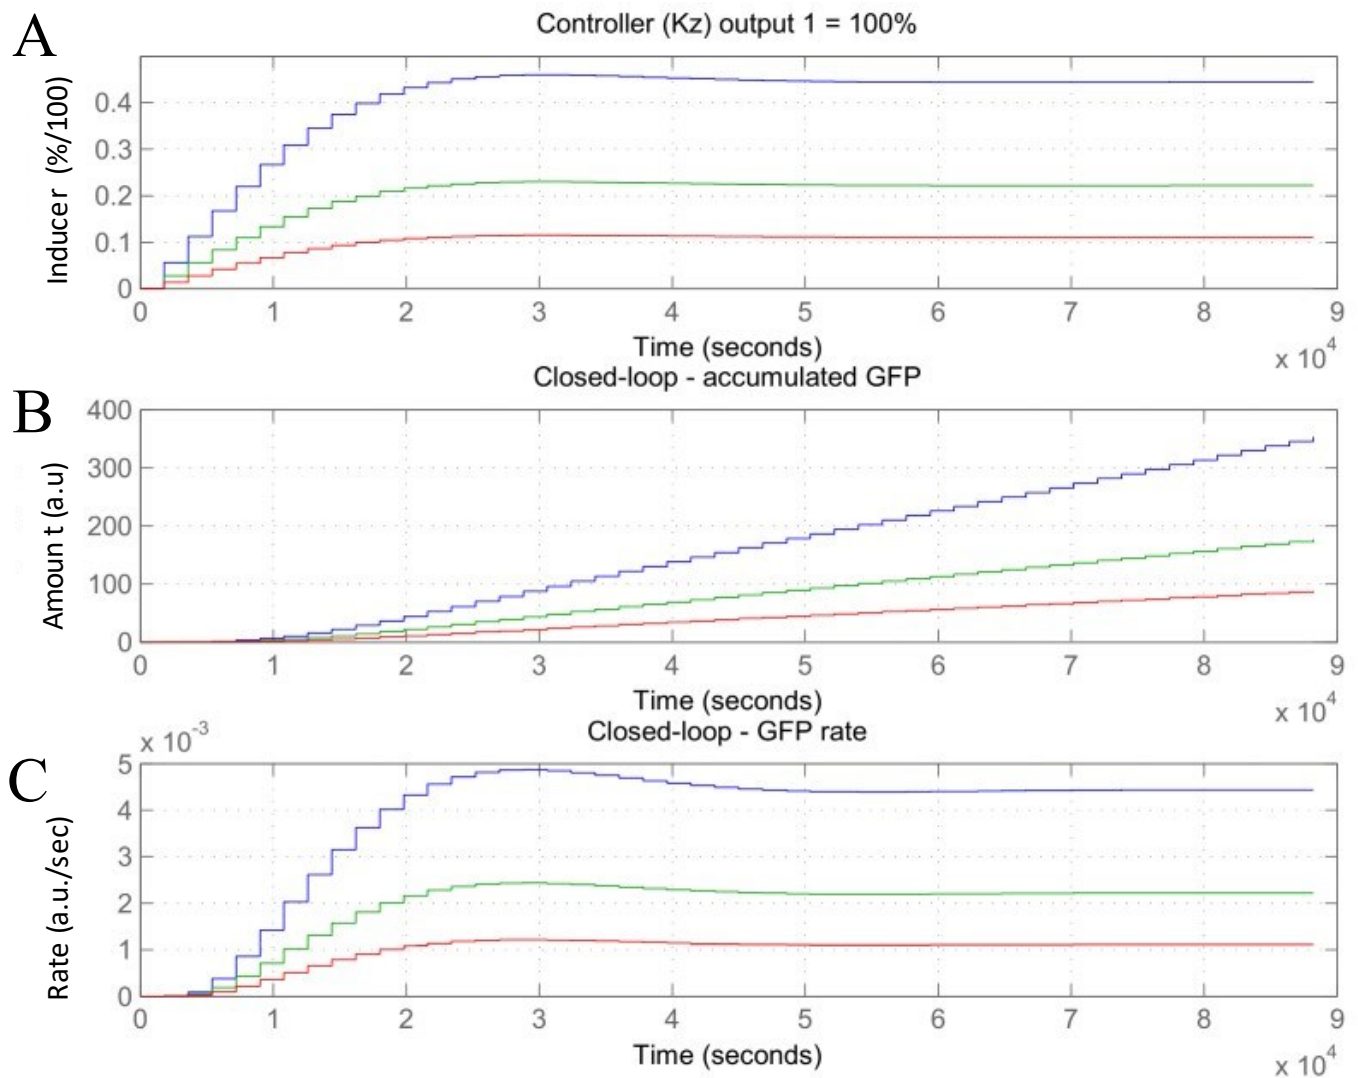 A
Controller (Kz) output 1 = 100%
Inducer (%/100)
0.4
0.3
0.2
0.1
0
0 1 2 3 4 5 6 7 8 9
Time (seconds)
x 10^4
B
Closed-loop - accumulated GFP
Amount (a.u)
400
300
200
100
0
0 1 2 3 4 5 6 7 8 9
Time (seconds)
x 10^4
C
Closed-loop - GFP rate
x 10^-3
Rate (a.u./sec)
5
4
3
2
1
0
0 1 2 3 4 5 6 7 8 9
Time (seconds)
x 10^4